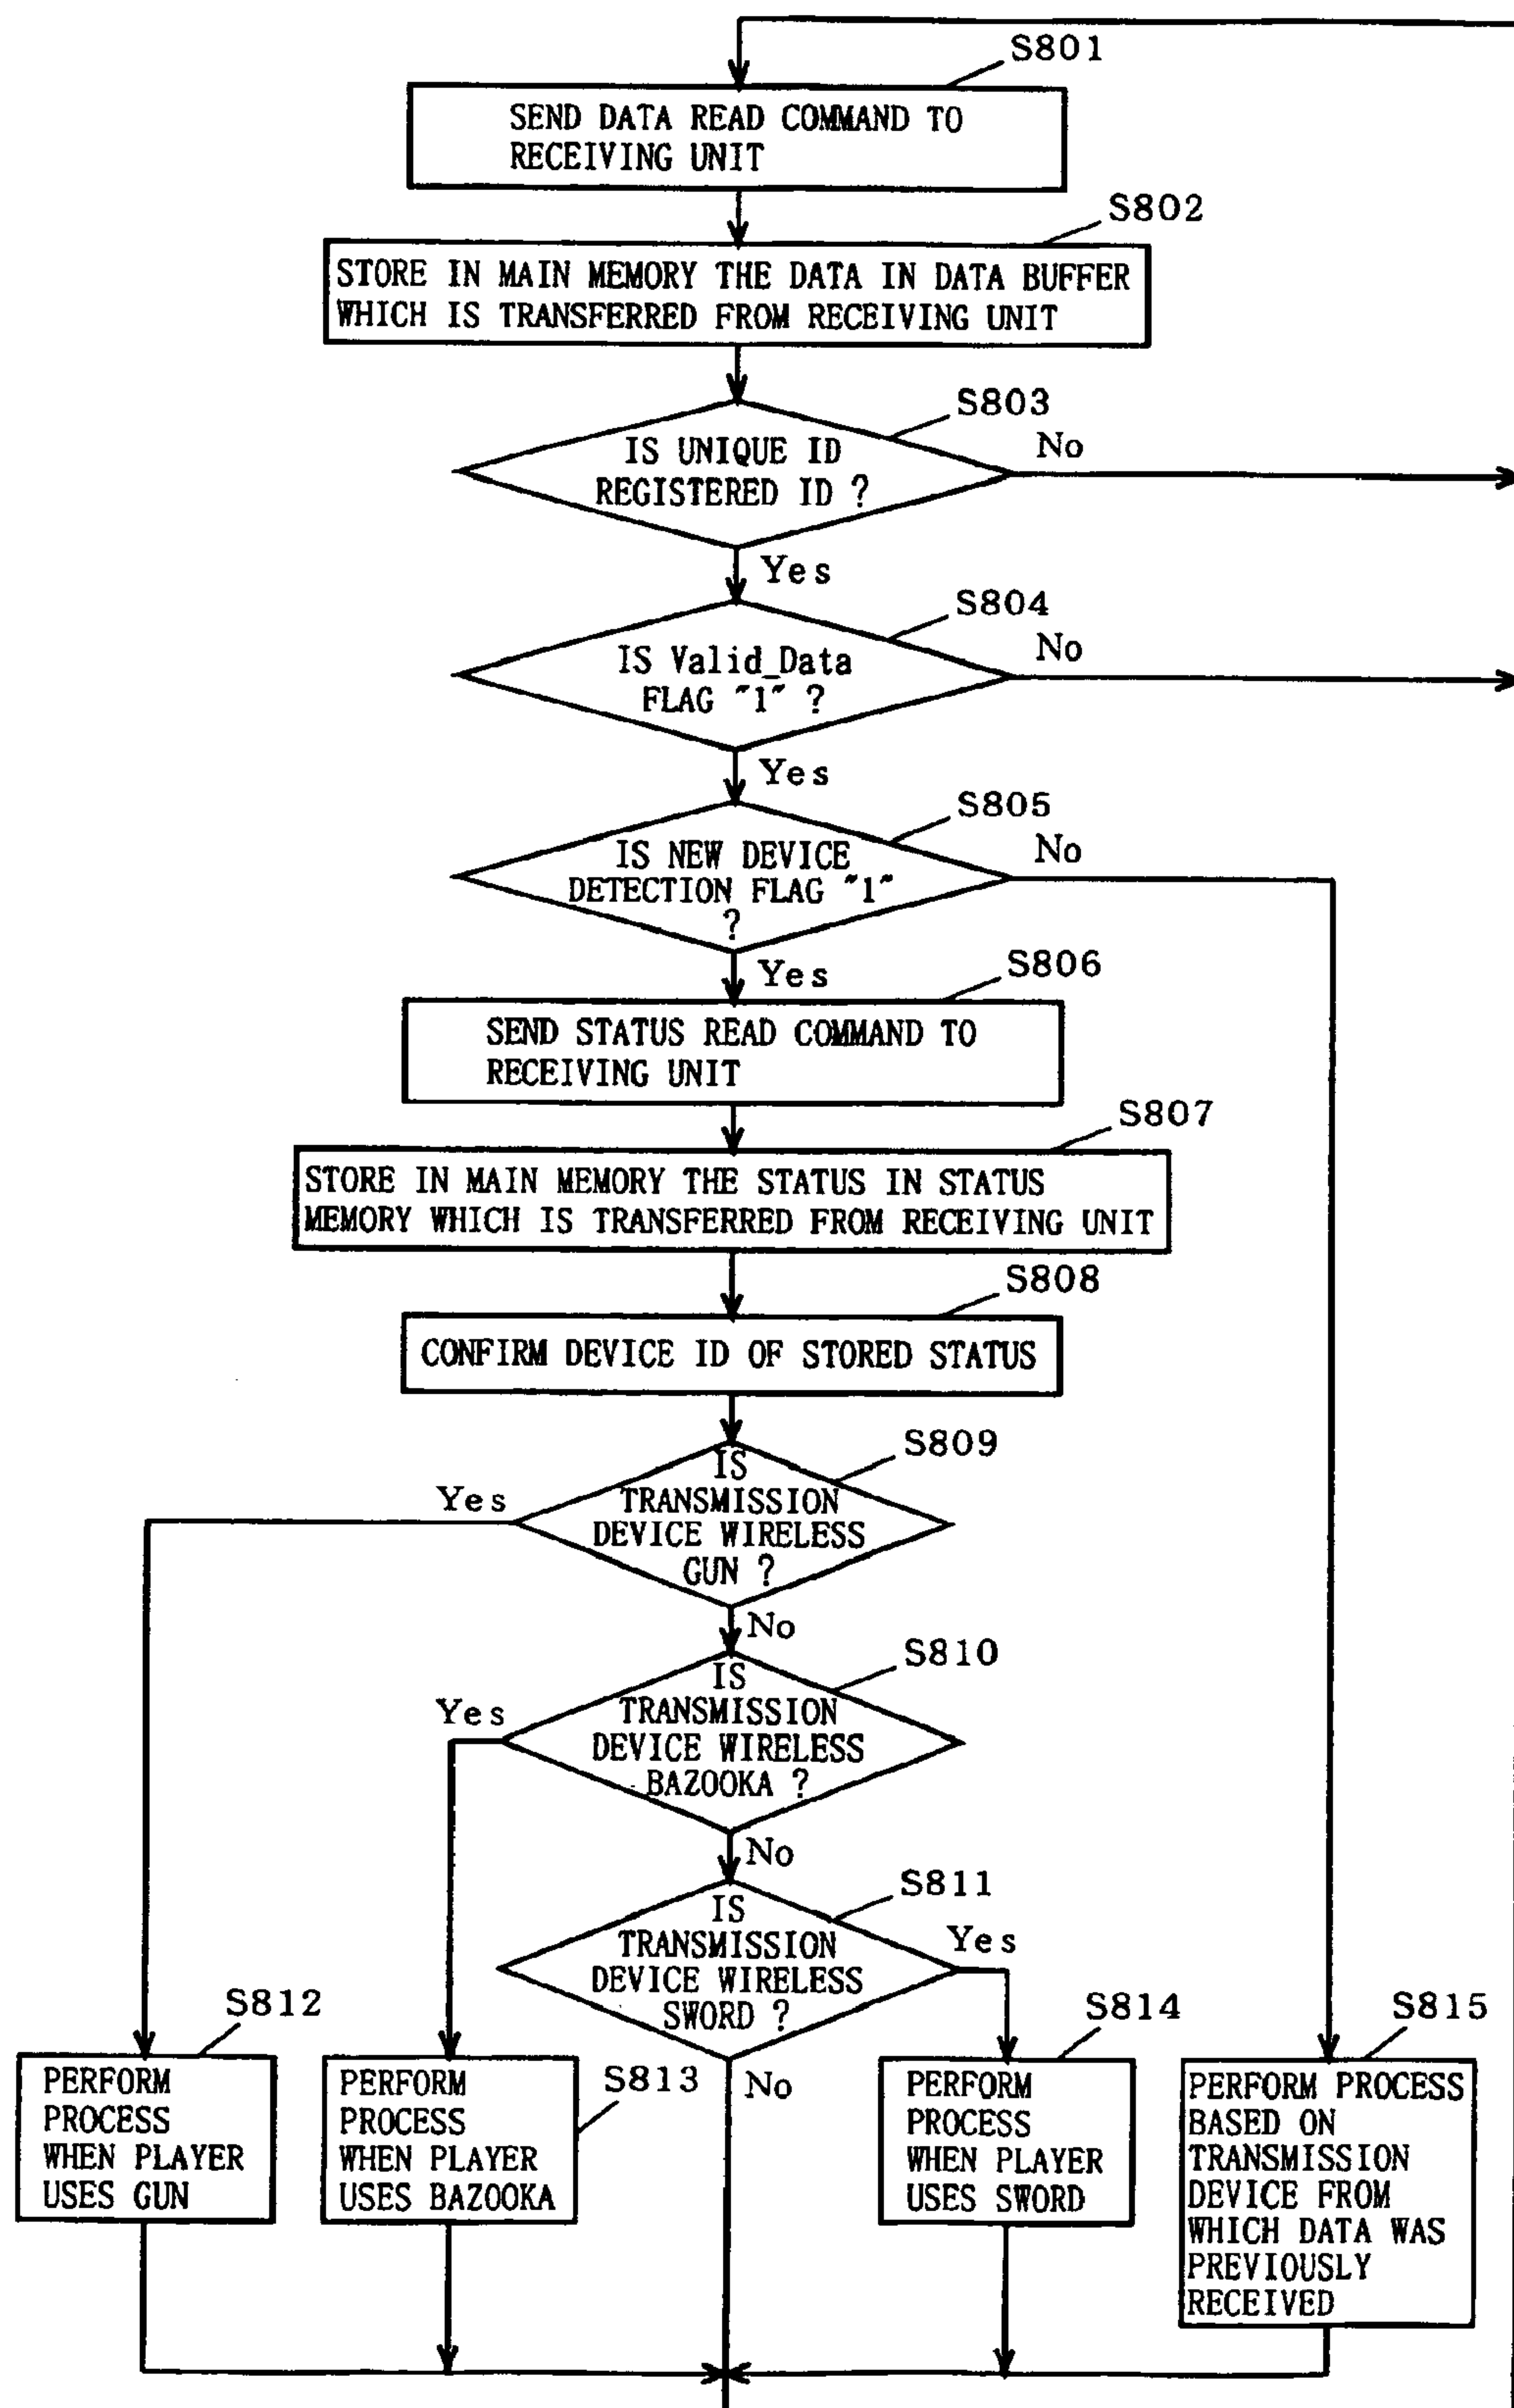 S801
SEND DATA READ COMMAND TO
RECEIVING UNIT
S802
STORE IN MAIN MEMORY THE DATA IN DATA BUFFER
WHICH IS TRANSFERRED FROM RECEIVING UNIT
S803
IS UNIQUE ID
REGISTERED ID ?
No
Yes
S804
IS Valid_Data
FLAG "1" ?
No
Yes
S805
IS NEW DEVICE
DETECTION FLAG "1"
?
No
Yes
S806
SEND STATUS READ COMMAND TO
RECEIVING UNIT
S807
STORE IN MAIN MEMORY THE STATUS IN STATUS
MEMORY WHICH IS TRANSFERRED FROM RECEIVING UNIT
S808
CONFIRM DEVICE ID OF STORED STATUS
S809
IS
TRANSMISSION
DEVICE WIRELESS
GUN ?
Yes
No
S810
IS
TRANSMISSION
DEVICE WIRELESS
BAZOOKA ?
Yes
No
S811
IS
TRANSMISSION
DEVICE WIRELESS
SWORD ?
Yes
No
S812
PERFORM
PROCESS
WHEN PLAYER
USES GUN
S813
PERFORM
PROCESS
WHEN PLAYER
USES BAZOOKA
S814
PERFORM
PROCESS
WHEN PLAYER
USES SWORD
S815
PERFORM PROCESS
BASED ON
TRANSMISSION
DEVICE FROM
WHICH DATA WAS
PREVIOUSLY
RECEIVED